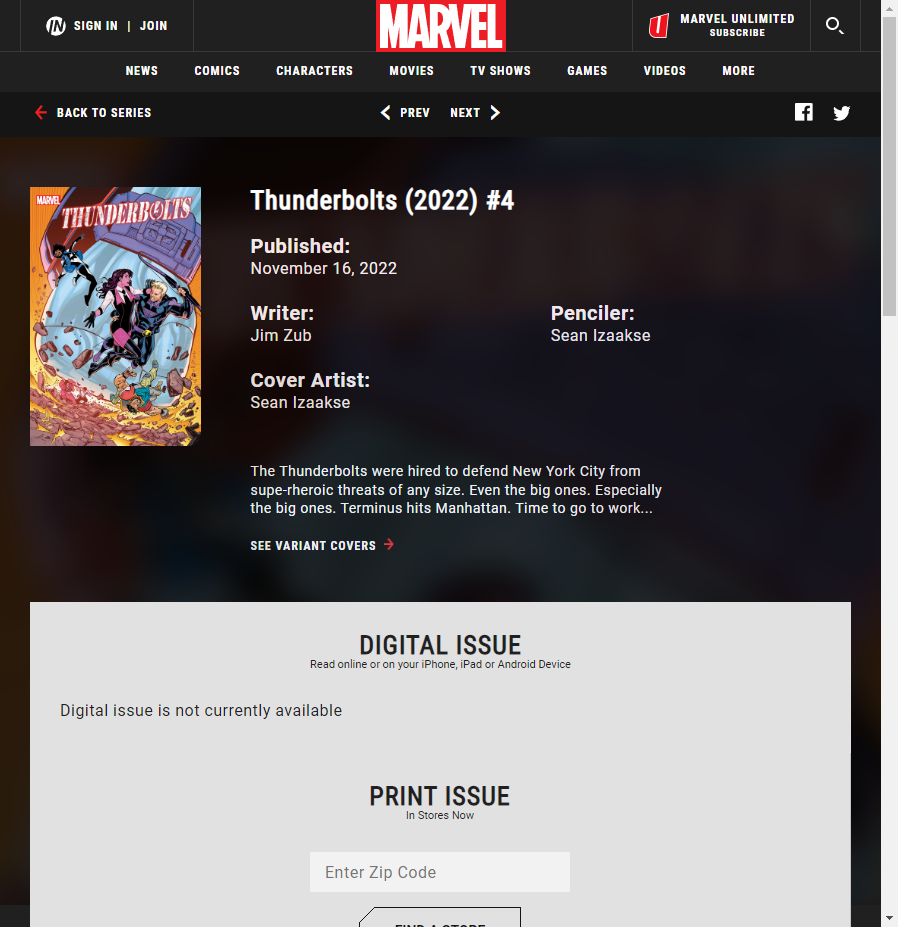 SIGN IN | JOIN
MARVEL
MARVEL UNLIMITED
SUBSCRIBE
NEWS
COMICS
CHARACTERS
MOVIES
TV SHOWS
GAMES
VIDEOS
MORE
BACK TO SERIES
PREV
NEXT
MARVEL
THUNDERBOLTS
Thunderbolts (2022) #4
Published:
November 16, 2022
Writer:
Jim Zub
Penciler:
Sean Izaakse
Cover Artist:
Sean Izaakse
The Thunderbolts were hired to defend New York City from
supe-rheroic threats of any size. Even the big ones. Especially
the big ones. Terminus hits Manhattan. Time to go to work...
SEE VARIANT COVERS
DIGITAL ISSUE
Read online or on your iPhone, iPad or Android Device
Digital issue is not currently available
PRINT ISSUE
In Stores Now
Enter Zip Code
FIND A STORE